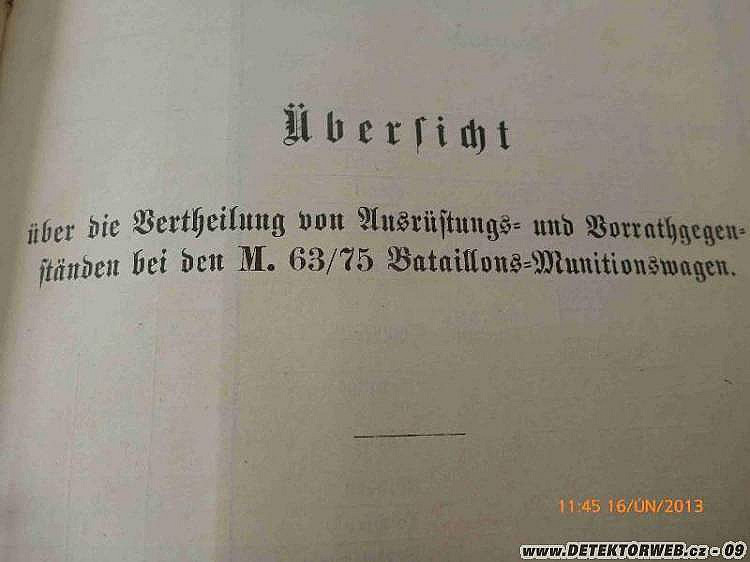 Übersicht
über die Vertheilung von Ausrüstungs- und Vorrathgegen-
ständen bei den M. 63/75 Bataillons-Munitionswagen.
11:45 16/ÚN/2013
www.DETEKTORWEB.cz - 09